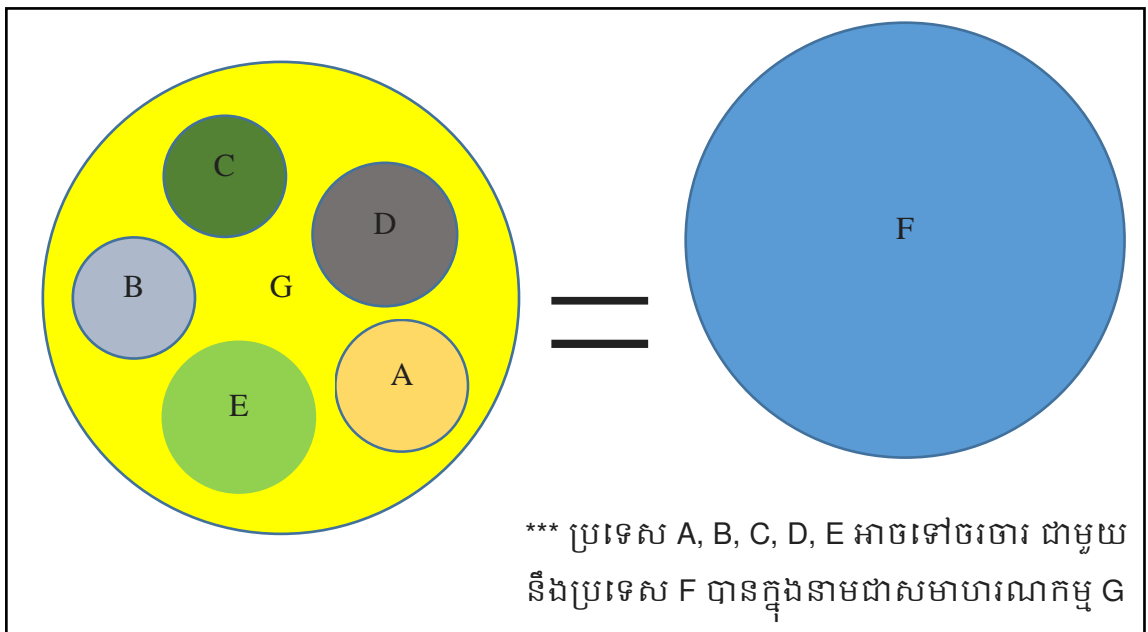 C
D
F
B
G
A
E
*** ប្រទេស A, B, C, D, E អាចទៅចរចារ ជាមួយ
នឹងប្រទេស F បានក្នុងនាមជាសមាហរណកម្ម G